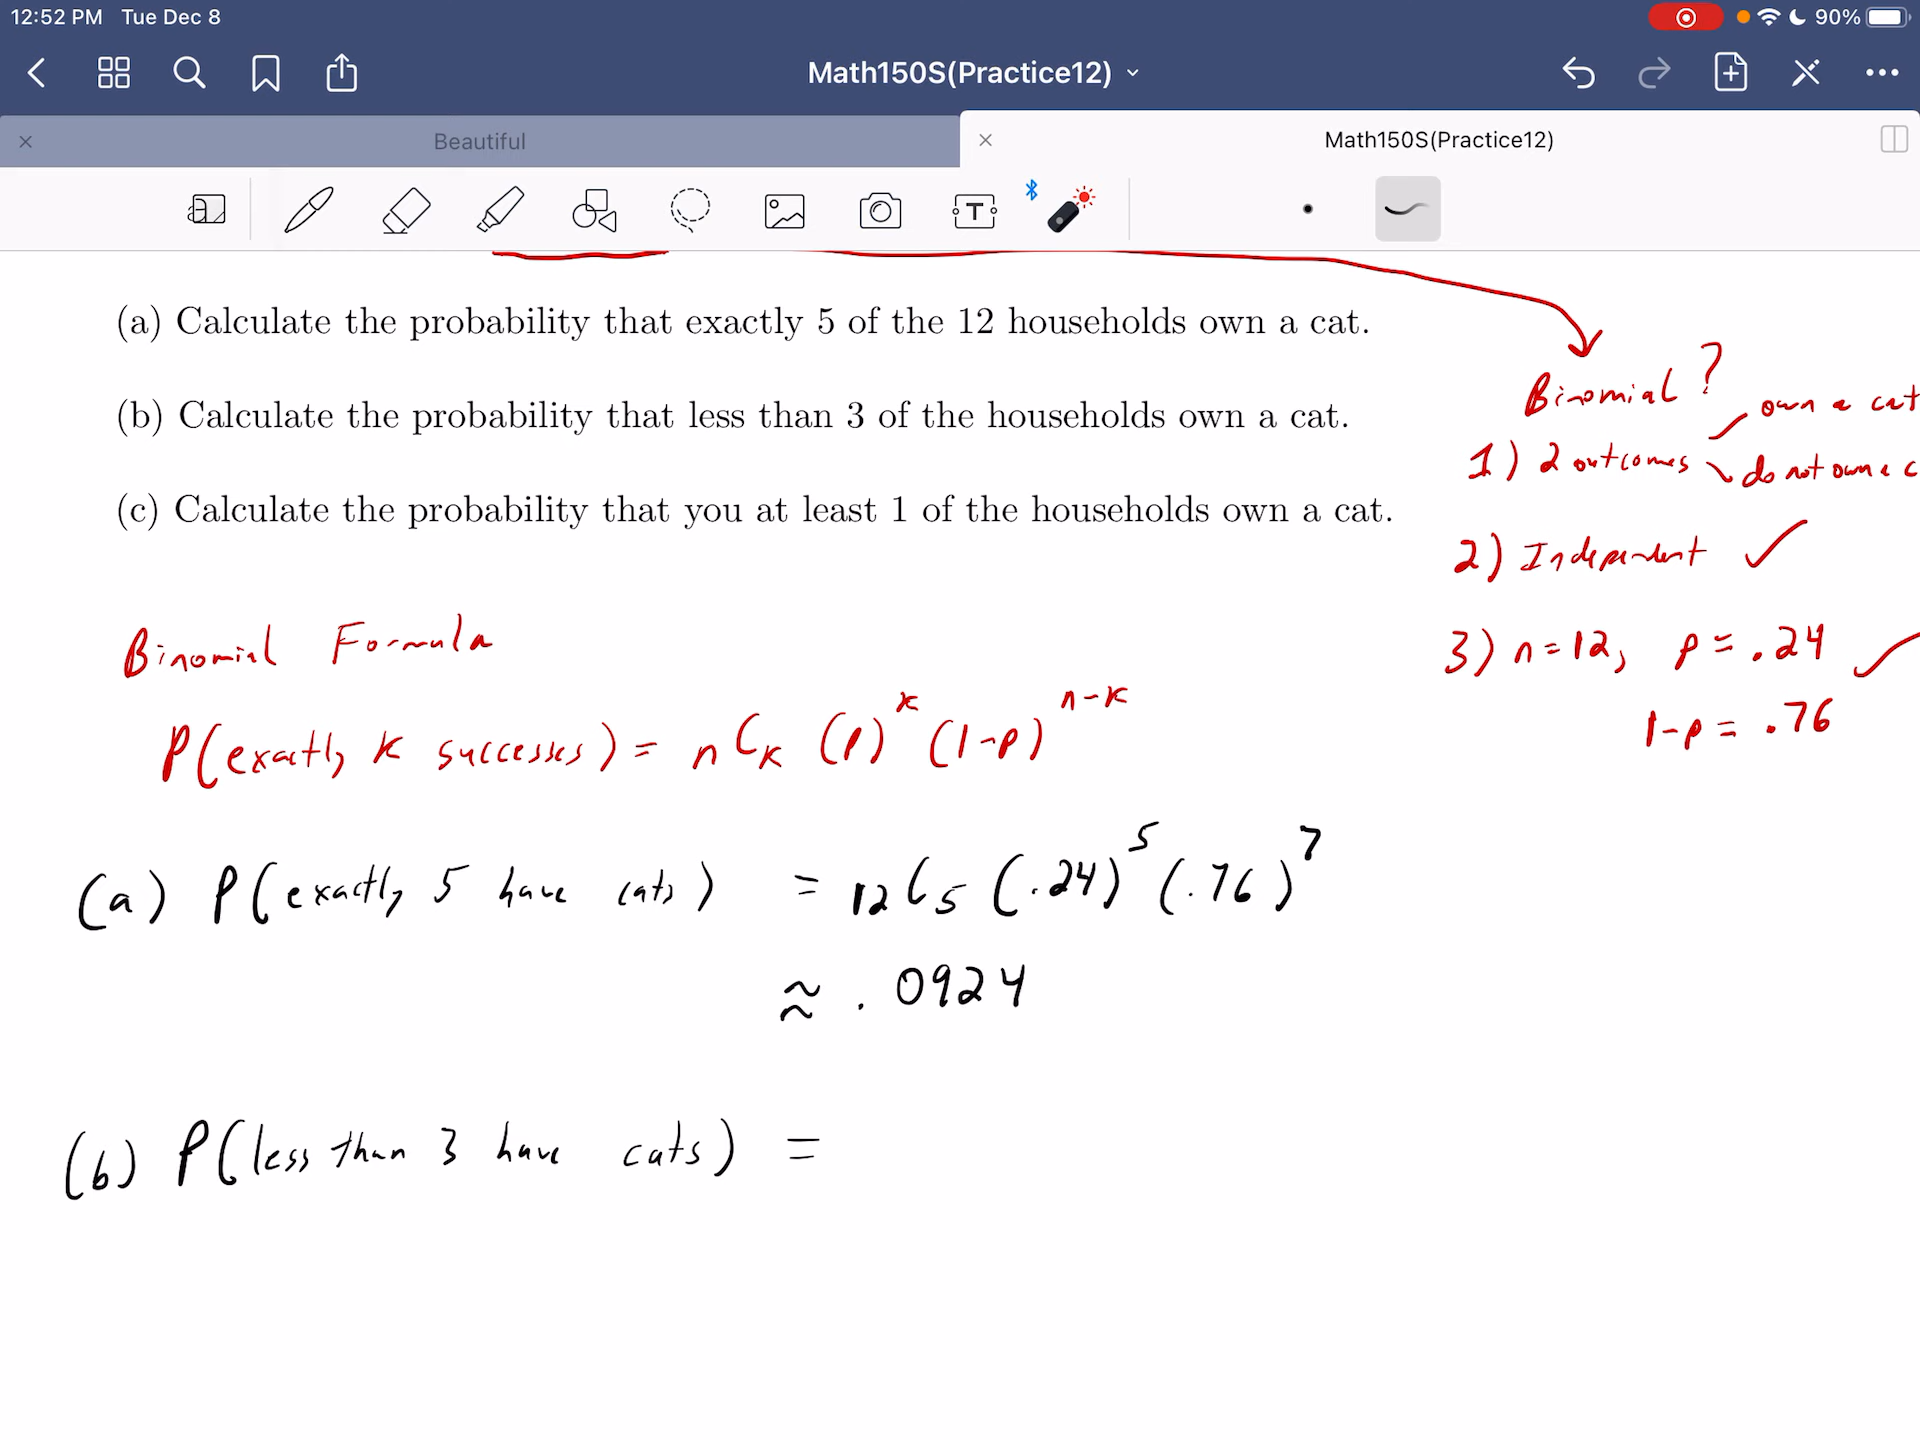 12:52 PM Tue Dec 8 90%
Math150S(Practice12)
Beautiful
Math150S(Practice12)
(a) Calculate the probability that exactly 5 of the 12 households own a cat.
(b) Calculate the probability that less than 3 of the households own a cat.
(c) Calculate the probability that you at least 1 of the households own a cat.
Binomial ?
own a cat
1) 2 outcomes
do not own a c
2) Independent ✓
3) n=12, p = .24 ✓
1-p = .76
Binomial Formula
P(exactly k successes) = nCk (p)^k (1-p)^n-k
(a) P(exactly 5 have cats) = 12C5 (.24)^5 (.76)^7
≈ .0924
(b) P(less than 3 have cats) =